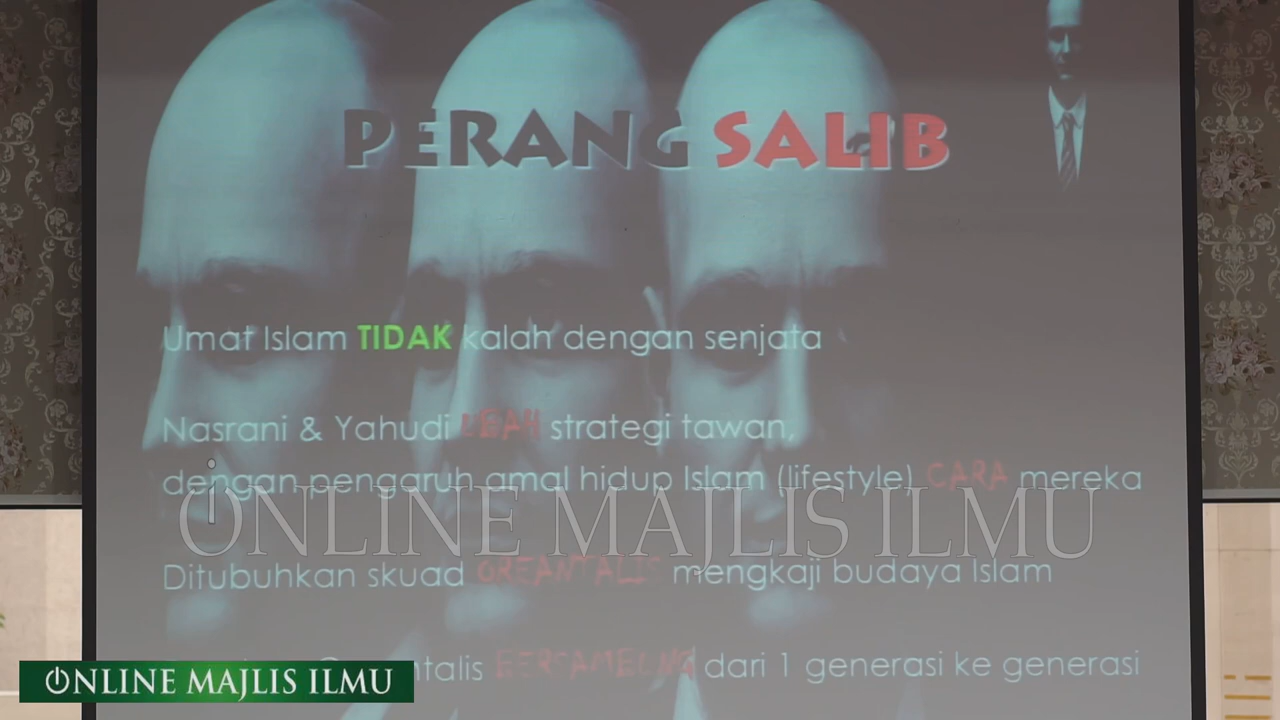 PERANG SALIB
Umat Islam TIDAK kalah dengan senjata
Nasrani & Yahudi UBAH strategi tawan,
dengan pengaruh amal hidup Islam (lifestyle) CARA mereka
ONLINE MAJLIS ILMU
Ditubuhkan skuad OREANTALIS mengkaji budaya Islam
BERSAMBUNG dari 1 generasi ke generasi
ONLINE MAJLIS ILMU